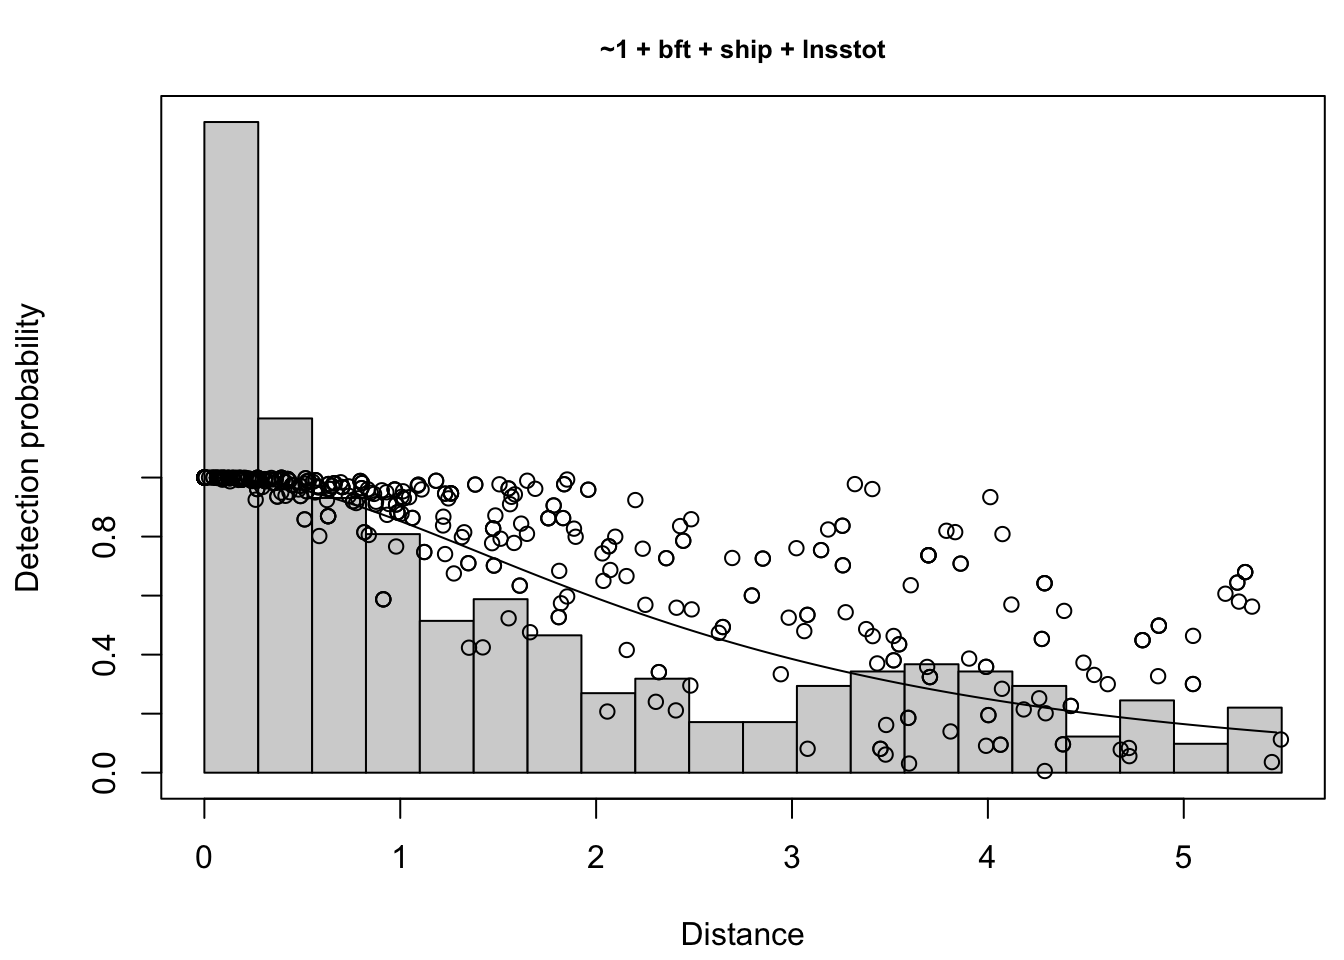 ~1 + bft + ship + lnsstot
Detection probability
0.8
0.4
0.0
0 1 2 3 4 5
Distance